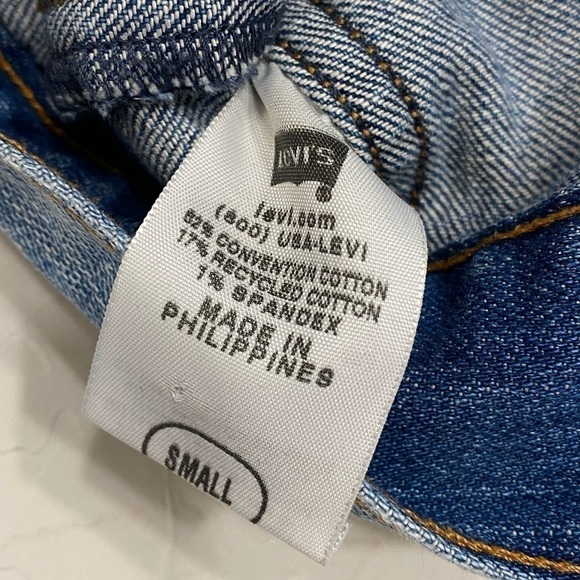 LEVI'S
levi.com
(800) USA-LEVI
82% CONVENTION COTTON
17% RECYCLED COTTON
1% SPANDEX
MADE IN
PHILIPPINES
SMALL